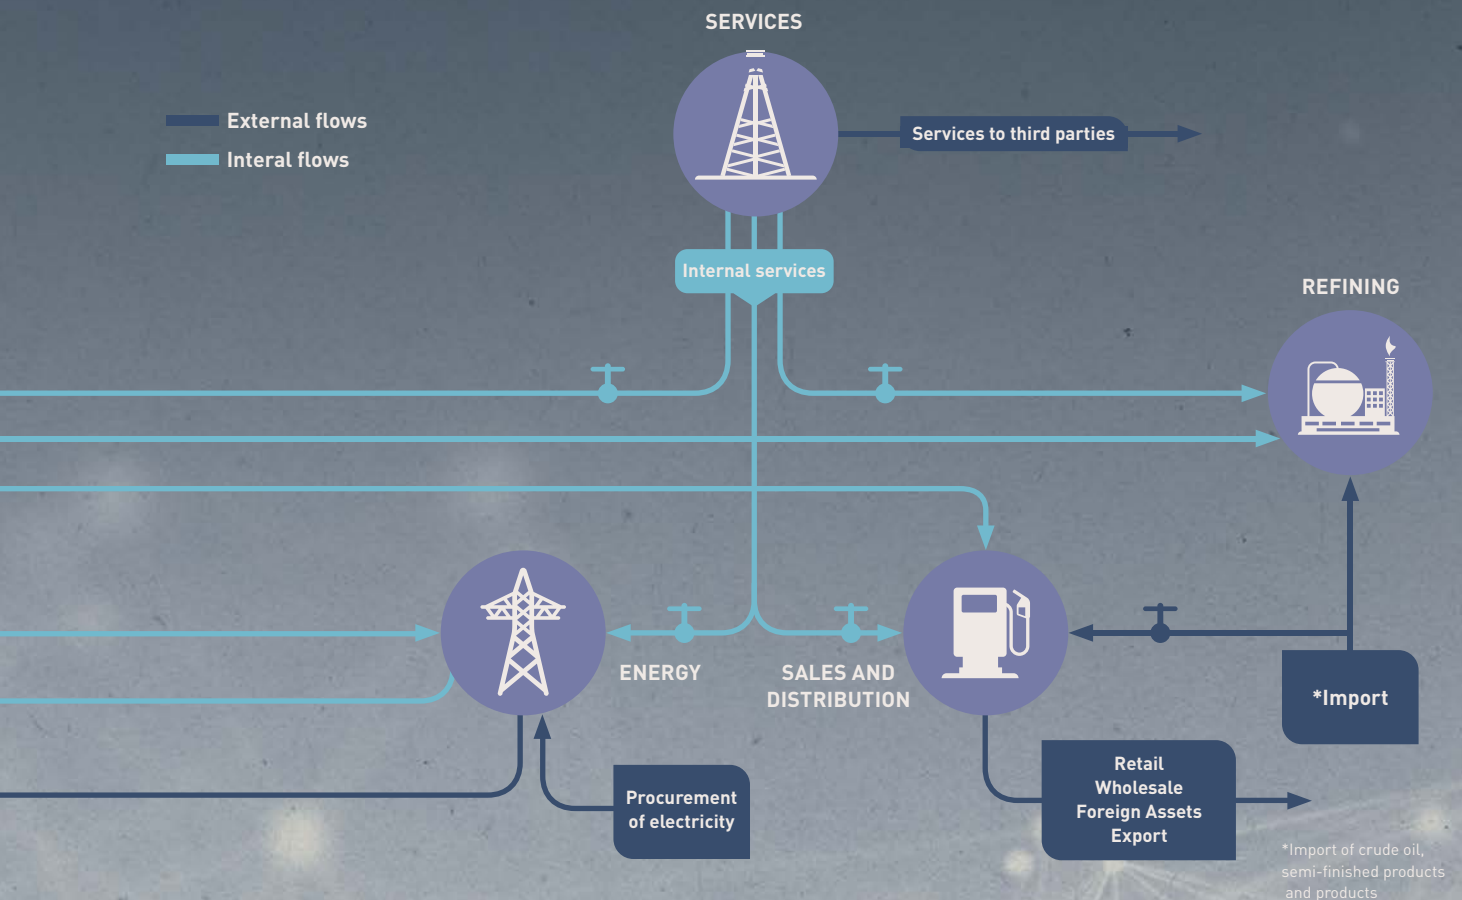 SERVICES
External flows
Interal flows
Services to third parties
Internal services
REFINING
ENERGY
SALES AND
DISTRIBUTION
*Import
Procurement
of electricity
Retail
Wholesale
Foreign Assets
Export
*Import of crude oil,
semi-finished products
and products